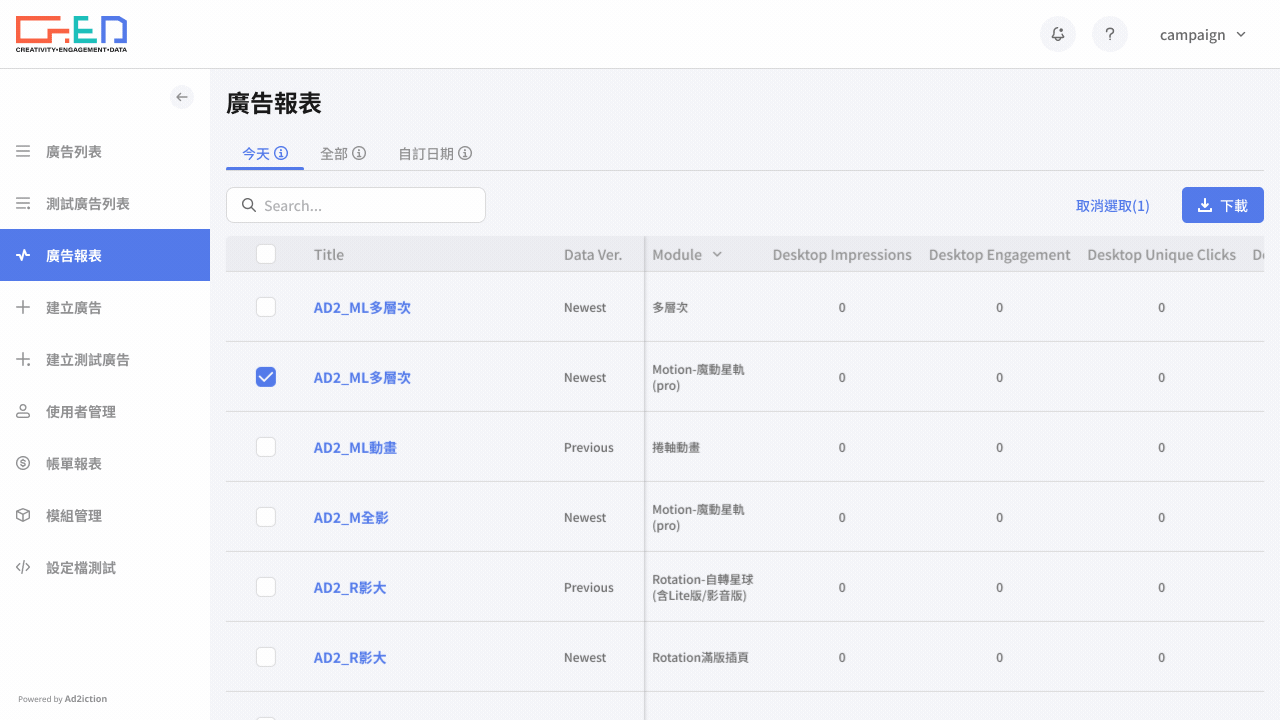 CREATIVITY•ENGAGEMENT•DATA
campaign
廣告列表
測試廣告列表
廣告報表
建立廣告
建立測試廣告
使用者管理
帳單報表
模組管理
設定檔測試
Powered by Ad2iction
廣告報表
今天 全部 自訂日期
Search...
取消選取(1) 下載
Title Data Ver. Module Desktop Impressions Desktop Engagement Desktop Unique Clicks
AD2_ML多層次 Newest 多層次 0 0 0
AD2_ML多層次 Newest Motion-魔動星軌
(pro) 0 0 0
AD2_ML動畫 Previous 捲軸動畫 0 0 0
AD2_M全影 Newest Motion-魔動星軌
(pro) 0 0 0
AD2_R影大 Previous Rotation-自轉星球
(含Lite版/影音版) 0 0 0
AD2_R影大 Newest Rotation滿版插頁 0 0 0